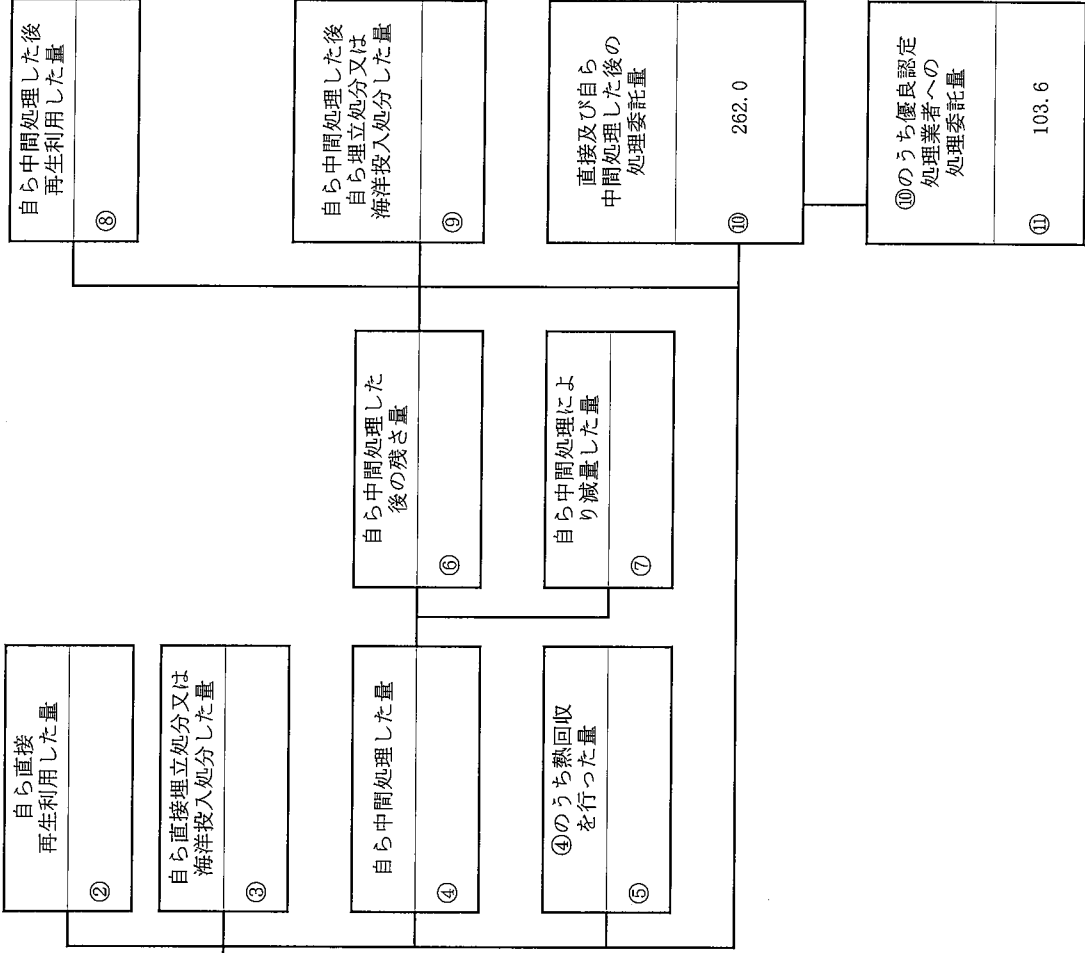 自ら直接
再生利用した量
②
自ら直接埋立処分又は
海洋投入処分した量
③
自ら中間処理した量
④
④のうち熱回収
を行った量
⑤
自ら中間処理した
後の残さ量
⑥
自ら中間処理によ
り減量した量
⑦
自ら中間処理した後
再生利用した量
⑧
自ら中間処理した後
自ら埋立処分又は
海洋投入処分した量
⑨
直接及び自ら
中間処理した後の
処理委託量
⑩ 262.0
⑩のうち優良認定
処理業者への
処理委託量
⑪ 103.6